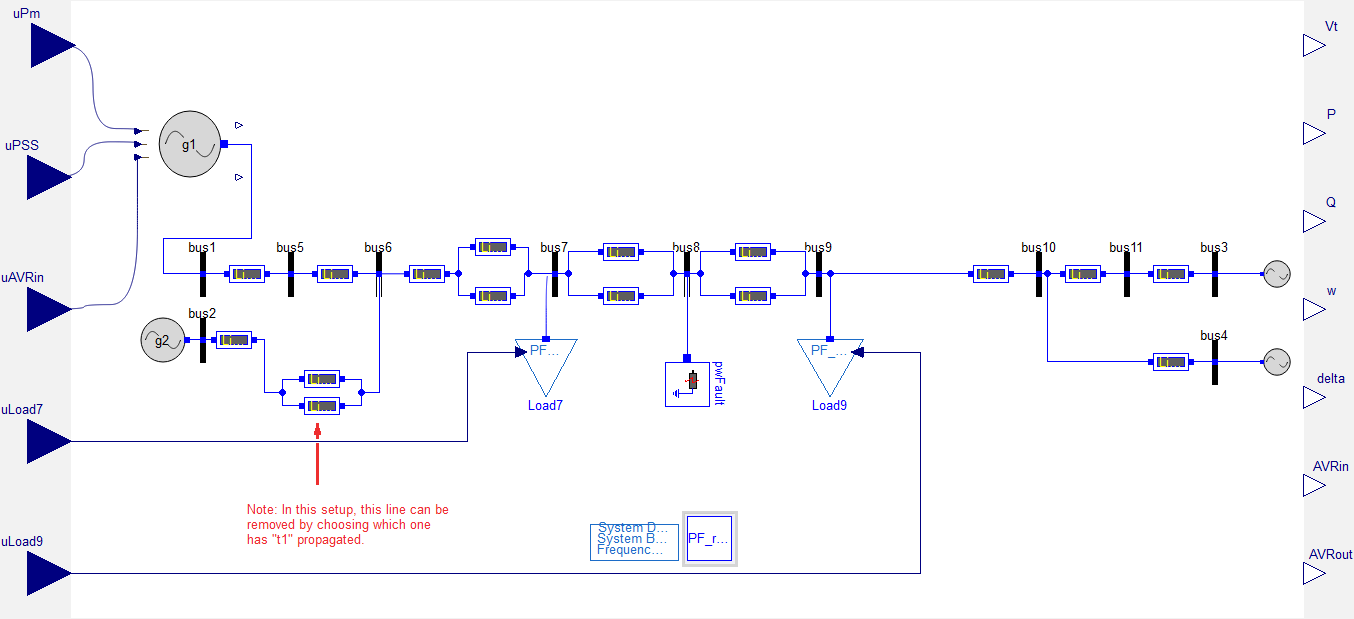 uPm
Vt
P
g1
uPSS
Q
bus1
bus5
bus6
bus7
bus8
bus9
bus10
bus11
bus3
uAVRin
w
bus2
g2
bus4
PF...
PF_...
pwFault
delta
uLoad7
Load7
Load9
AVRin
Note: In this setup, this line can be
removed by choosing which one
has "t1" propagated.
System D...
System B...
Frequenc...
PF_r...
uLoad9
AVRout